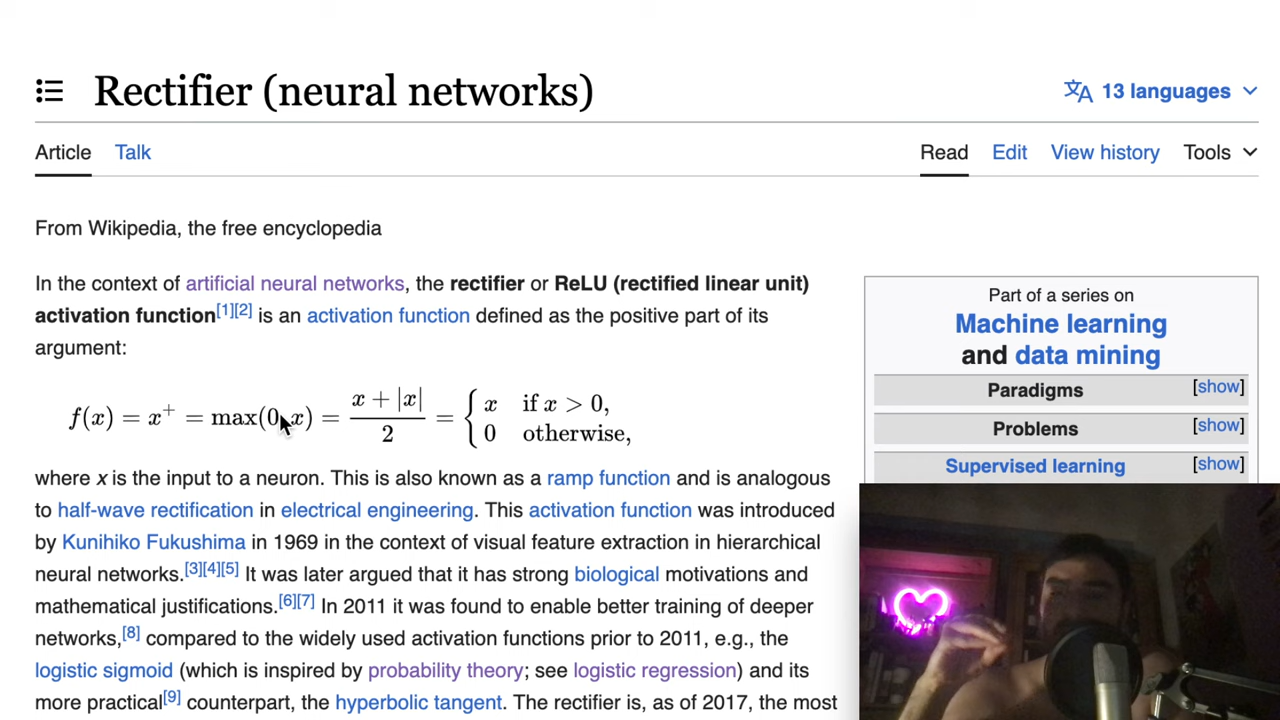 Rectifier (neural networks)
13 languages
Article Talk
Read Edit View history Tools
From Wikipedia, the free encyclopedia
In the context of artificial neural networks, the rectifier or ReLU (rectified linear unit)
activation function[1][2] is an activation function defined as the positive part of its
argument:
f(x) = x⁺ = max(0, x) = (x + |x|)/2 = { x if x > 0,
0 otherwise,
where x is the input to a neuron. This is also known as a ramp function and is analogous
to half-wave rectification in electrical engineering. This activation function was introduced
by Kunihiko Fukushima in 1969 in the context of visual feature extraction in hierarchical
neural networks.[3][4][5] It was later argued that it has strong biological motivations and
mathematical justifications.[6][7] In 2011 it was found to enable better training of deeper
networks,[8] compared to the widely used activation functions prior to 2011, e.g., the
logistic sigmoid (which is inspired by probability theory; see logistic regression) and its
more practical[9] counterpart, the hyperbolic tangent. The rectifier is, as of 2017, the most
Part of a series on
Machine learning
and data mining
Paradigms [show]
Problems [show]
Supervised learning [show]